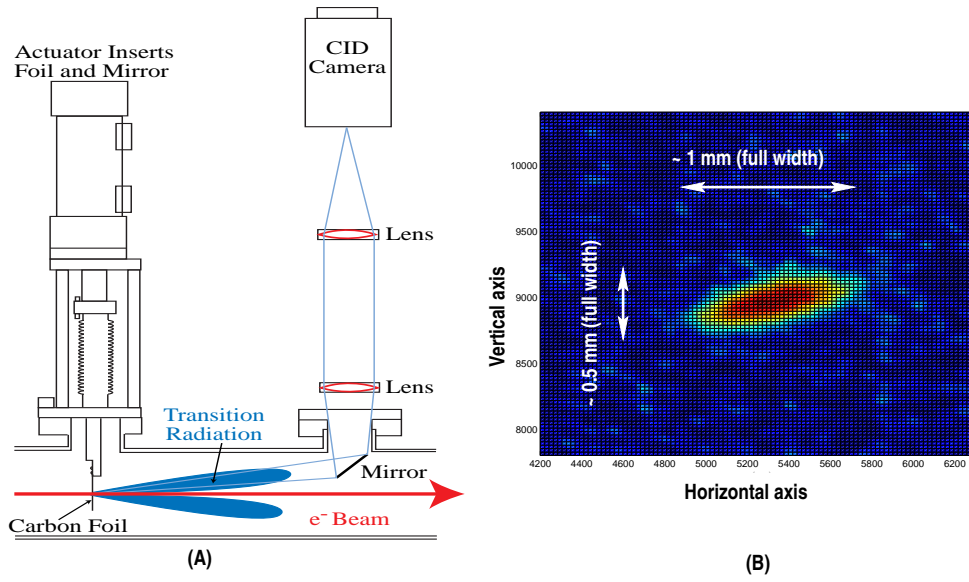 Actuator Inserts
Foil and Mirror
CID
Camera
Lens
Lens
Transition
Radiation
Mirror
Carbon Foil
e- Beam
(A)
~ 1 mm (full width)
~ 0.5 mm (full width)
Vertical axis
10000
9500
9000
8500
8000
4200 4400 4600 4800 5000 5200 5400 5600 5800 6000 6200
Horizontal axis
(B)